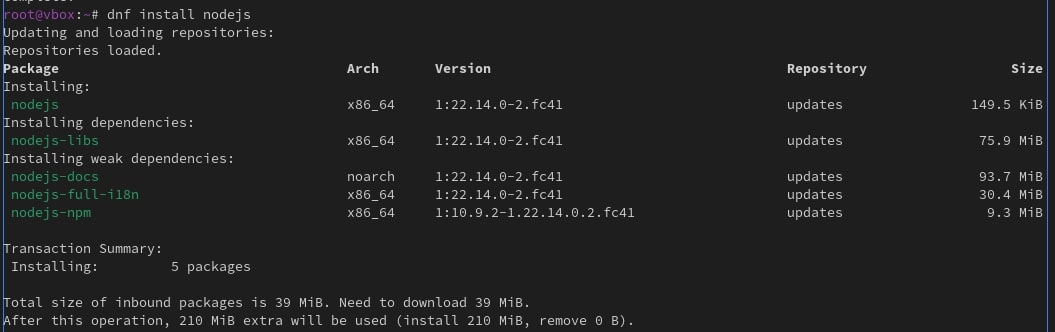 Complete!
root@vbox:~# dnf install nodejs
Updating and loading repositories:
Repositories loaded.
Package Arch Version Repository Size
Installing:
nodejs x86_64 1:22.14.0-2.fc41 updates 149.5 KiB
Installing dependencies:
nodejs-libs x86_64 1:22.14.0-2.fc41 updates 75.9 MiB
Installing weak dependencies:
nodejs-docs noarch 1:22.14.0-2.fc41 updates 93.7 MiB
nodejs-full-i18n x86_64 1:22.14.0-2.fc41 updates 30.4 MiB
nodejs-npm x86_64 1:10.9.2-1.22.14.0.2.fc41 updates 9.3 MiB
Transaction Summary:
Installing: 5 packages
Total size of inbound packages is 39 MiB. Need to download 39 MiB.
After this operation, 210 MiB extra will be used (install 210 MiB, remove 0 B).